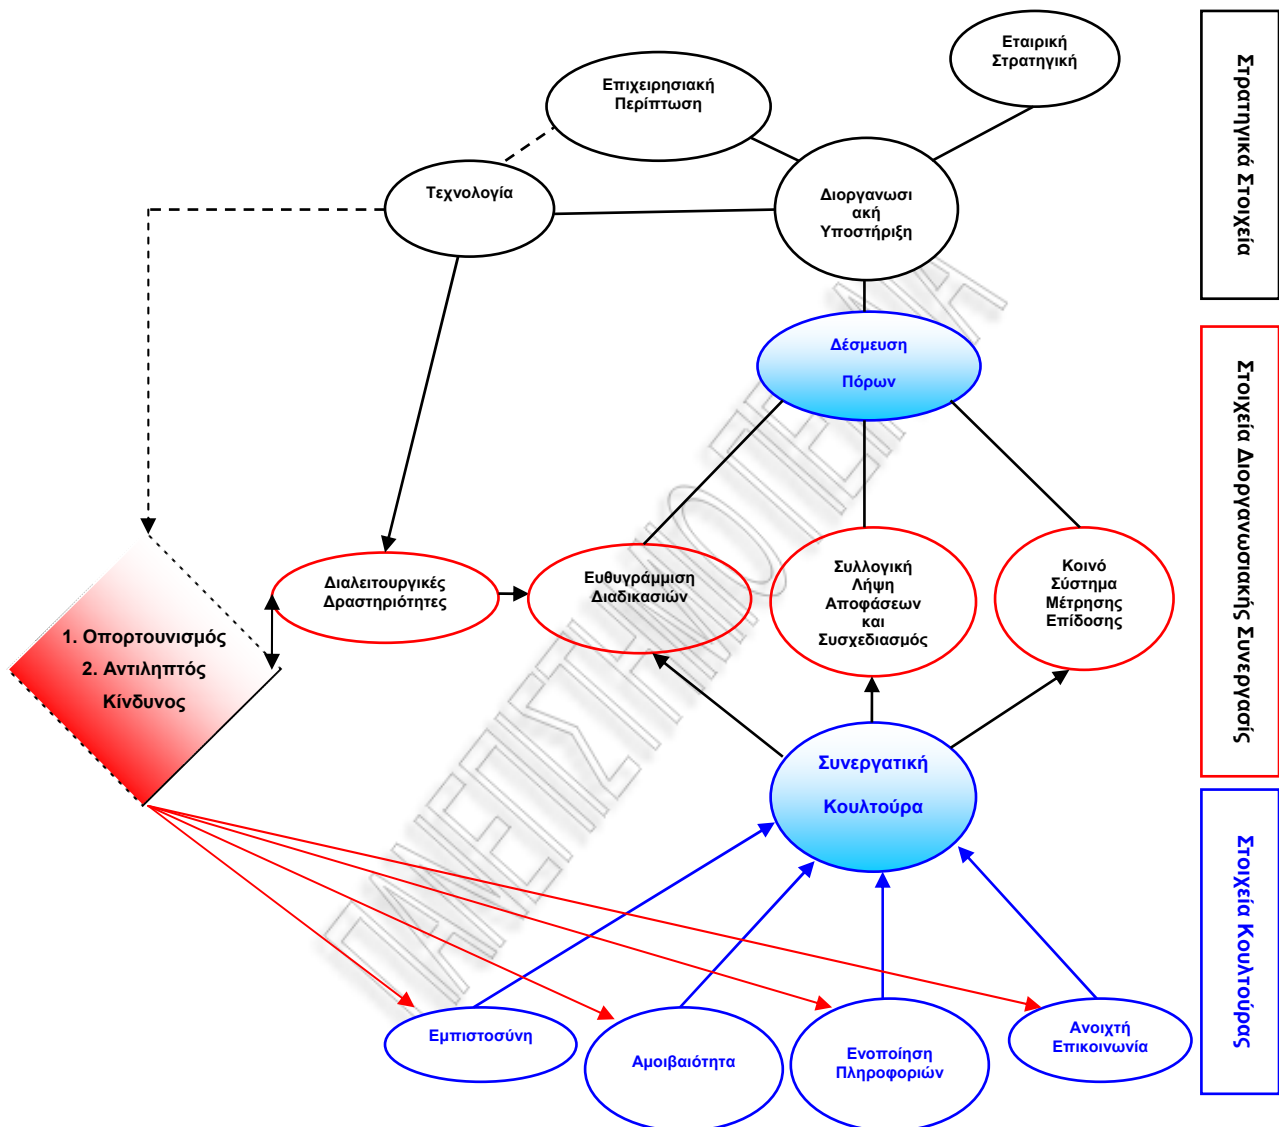 Εταιρική
Στρατηγική
Επιχειρησιακή
Περίπτωση
Τεχνολογία
Διοργανωσι
ακή
Υποστήριξη
Δέσμευση
Πόρων
Διαλειτουργικές
Δραστηριότητες
Ευθυγράμμιση
Διαδικασιών
Συλλογική
Λήψη
Αποφάσεων
και
Συσχεδιασμός
Κοινό
Σύστημα
Μέτρησης
Επίδοσης
1. Οπορτουνισμός
2. Αντιληπτός
Κίνδυνος
Συνεργατική
Κουλτούρα
Εμπιστοσύνη
Αμοιβαιότητα
Ενοποίηση
Πληροφοριών
Ανοιχτή
Επικοινωνία
Στρατηγικά Στοιχεία
Στοιχεία Διοργανωσιακής Συνεργασίς
Στοιχεία Κουλτούρας